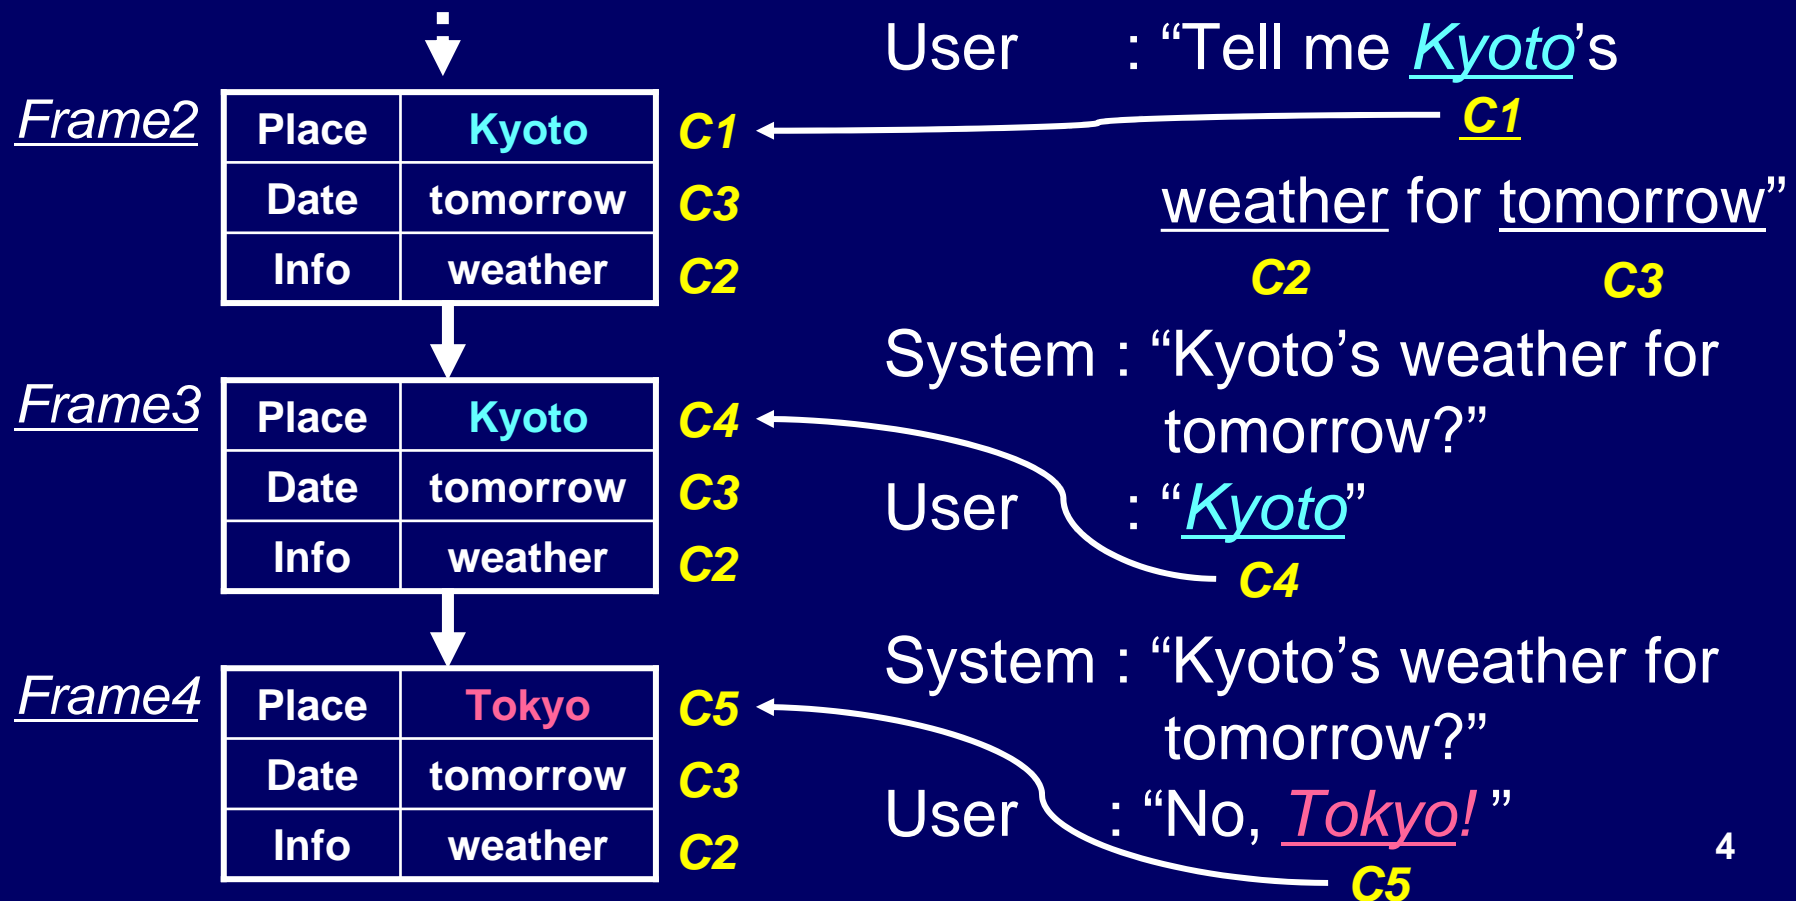 Frame2
Place Kyoto C1
Date tomorrow C3
Info weather C2
Frame3
Place Kyoto C4
Date tomorrow C3
Info weather C2
Frame4
Place Tokyo C5
Date tomorrow C3
Info weather C2
User : “Tell me Kyoto’s
C1
weather for tomorrow”
C2 C3
System : “Kyoto’s weather for
tomorrow?”
User : “Kyoto”
C4
System : “Kyoto’s weather for
tomorrow?”
User : “No, Tokyo! ”
C5
4